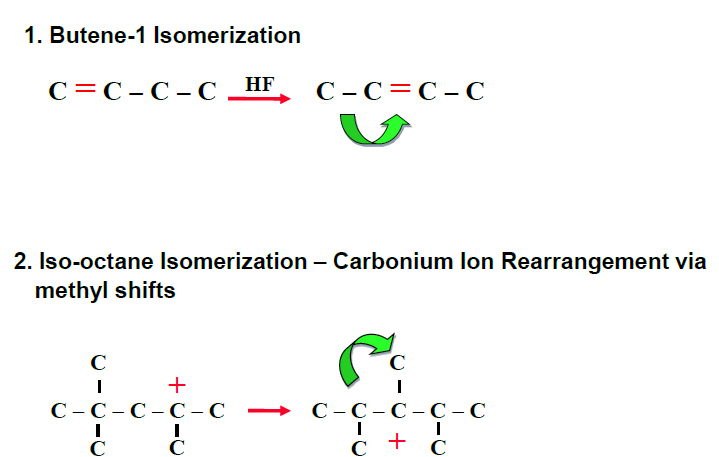 1. Butene-1 Isomerization
C=C–C–C HF C–C=C–C
2. Iso-octane Isomerization – Carbonium Ion Rearrangement via
methyl shifts
C C
+
C–C–C–C–C C–C–C–C–C
C C C + C